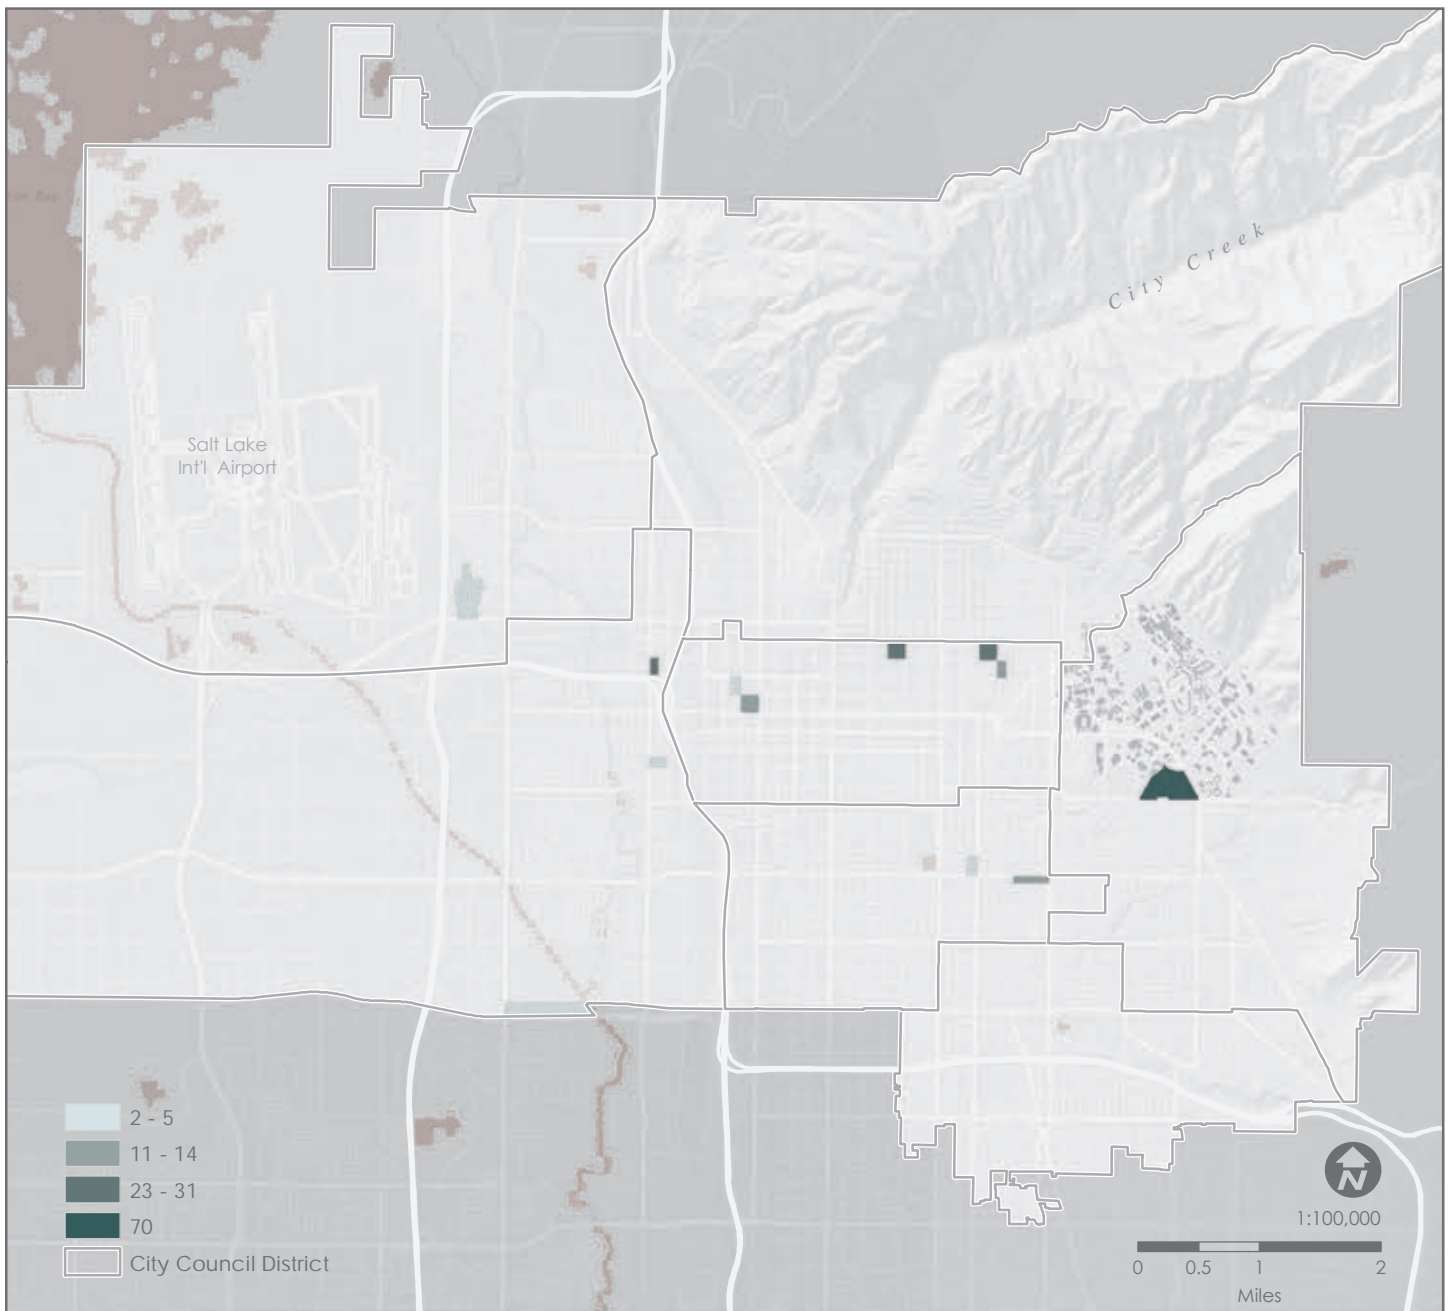 City Creek
Salt Lake
Int'l Airport
2 - 5
11 - 14
23 - 31
70
City Council District
N
1:100,000
0 0.5 1 2
Miles